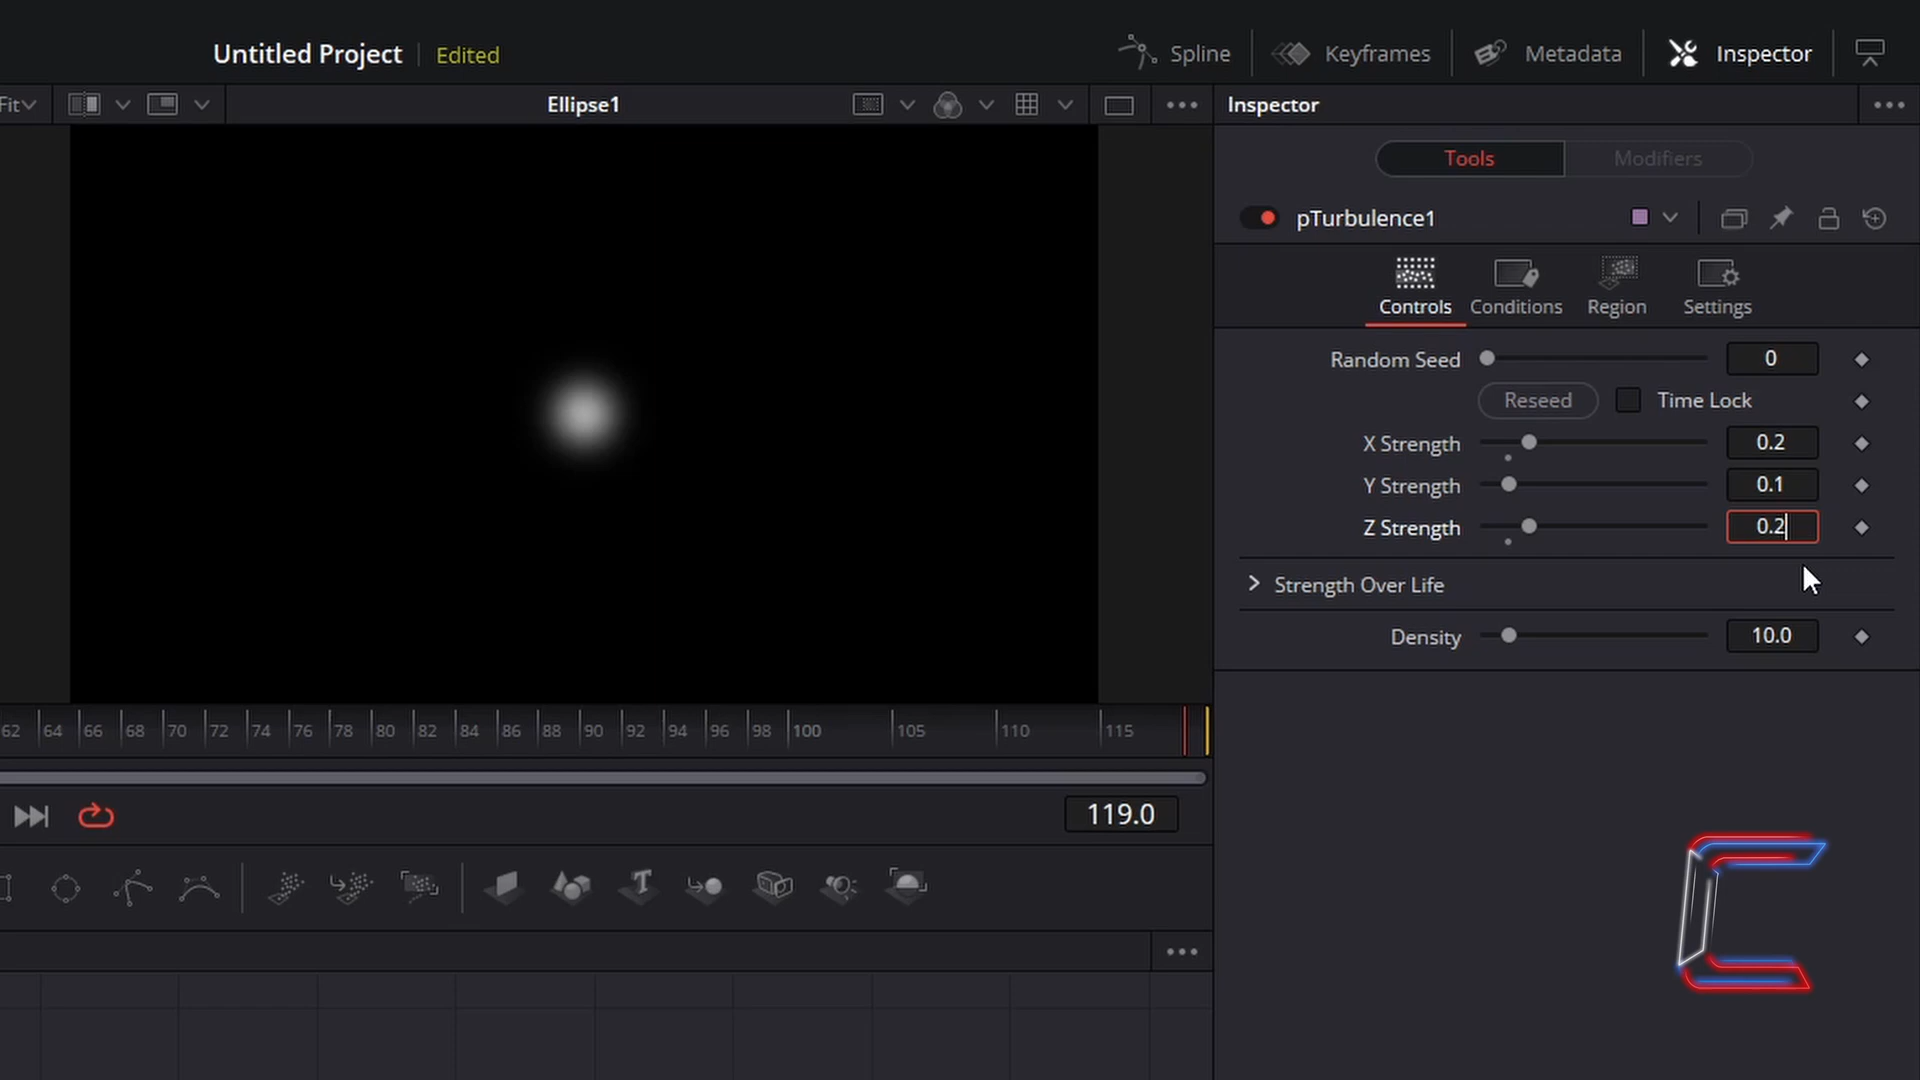 Untitled Project
Edited
Spline
Keyframes
Metadata
Inspector
Fit
Ellipse1
Inspector
Tools
Modifiers
pTurbulence1
Controls
Conditions
Region
Settings
Random Seed
0
Reseed
Time Lock
X Strength
0.2
Y Strength
0.1
Z Strength
0.2
Strength Over Life
Density
10.0
62 64 66 68 70 72 74 76 78 80 82 84 86 88 90 92 94 96 98 100 105 110 115
119.0